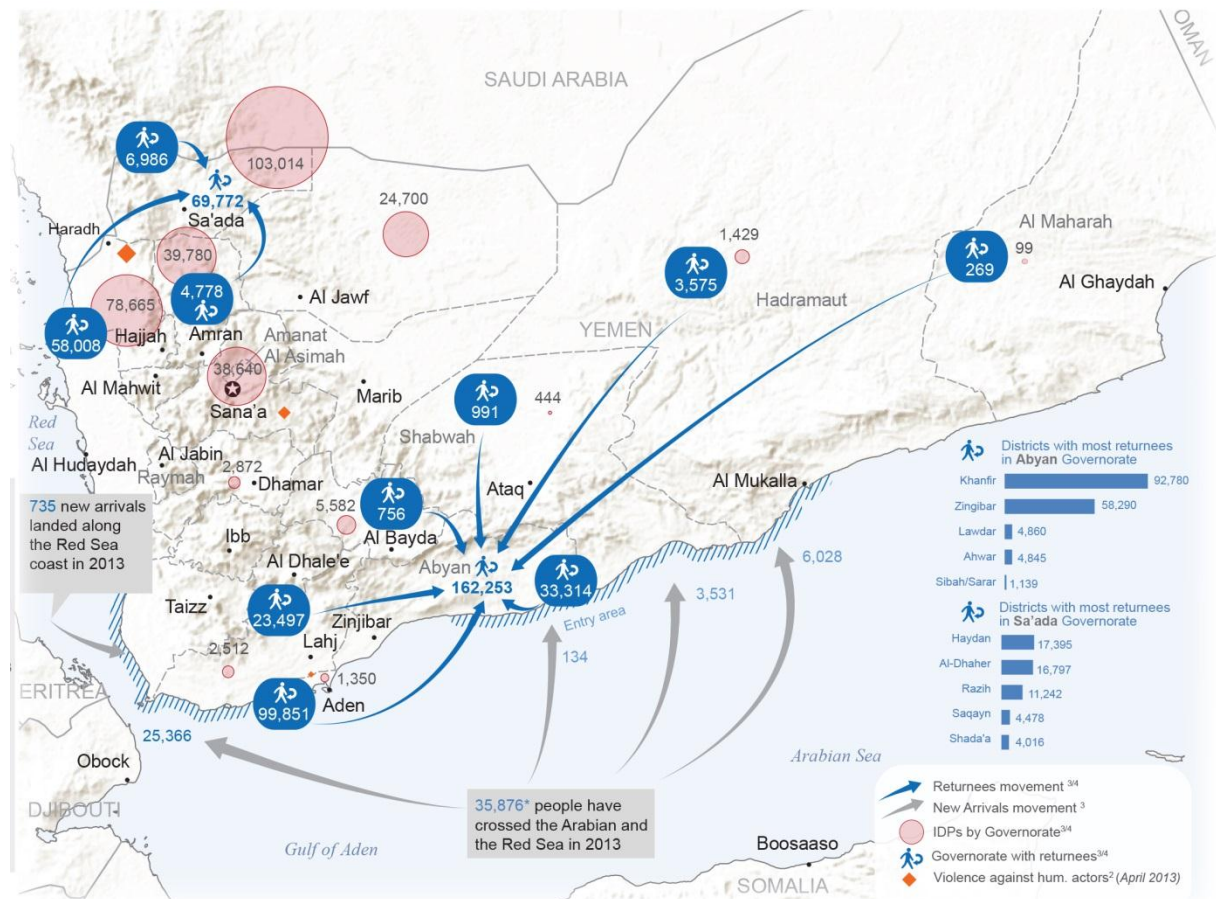 OMAN
SAUDI ARABIA
6,986
103,014
69,772
Sa'ada
24,700
Haradh
39,780
1,429
Al Maharah
99
3,575
269
Al Ghaydah
4,778
78,665
Al Jawf
Hadramaut
58,008
Hajjah
Amran
Amanat
Al Asimah
YEMEN
38,640
Al Mahwit
Sana'a
Marib
991
444
Red
Sea
Shabwah
Al Hudaydah
Al Jabin
Raymah
2,872
Dhamar
Ataq
Al Mukalla
5,582
756
Ibb
Al Bayda
Al Dhale'e
Abyan
162,253
33,314
6,028
735 new arrivals
landed along
the Red Sea
coast in 2013
Taizz
23,497
Zinjibar
Entry area
3,531
134
Lahj
2,512
1,350
Aden
99,851
ERITREA
25,366
Obock
DJIBOUTI
Gulf of Aden
35,876* people have
crossed the Arabian and
the Red Sea in 2013
Arabian Sea
Boosaaso
SOMALIA
Districts with most returnees
in Abyan Governorate
Khanfir 92,780
Zingibar 58,290
Lawdar 4,860
Ahwar 4,845
Sibah/Sarar 1,139
Districts with most returnees
in Sa'ada Governorate
Haydan 17,395
Al-Dhaher 16,797
Razih 11,242
Saqayn 4,478
Shada'a 4,016
Returnees movement 3/4
New Arrivals movement 3
IDPs by Governorate3/4
Governorate with returnees3/4
Violence against hum. actors2 (April 2013)